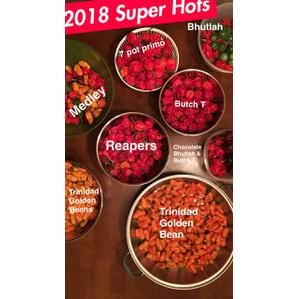 2018 Super Hots
Bhutlah
7 pot primo
Medley
Butch T
Reapers
Chocolate
Bhutlah &
Butch T
Trinidad
Golden
Beans
Trinidad
Golden
Bean